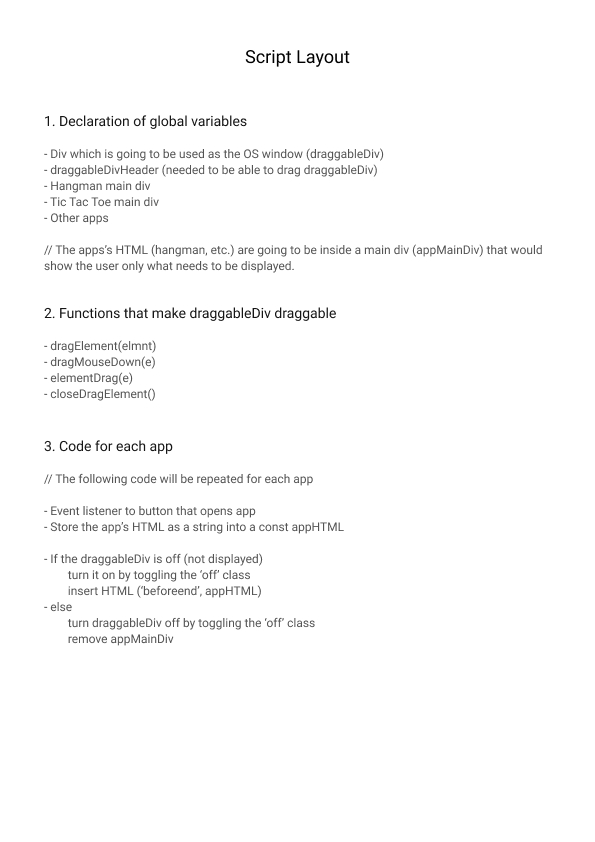 Script Layout
1. Declaration of global variables
- Div which is going to be used as the OS window (draggableDiv)
- draggableDivHeader (needed to be able to drag draggableDiv)
- Hangman main div
- Tic Tac Toe main div
- Other apps
// The apps's HTML (hangman, etc.) are going to be inside a main div (appMainDiv) that would
show the user only what needs to be displayed.
2. Functions that make draggableDiv draggable
- dragElement(elmnt)
- dragMouseDown(e)
- elementDrag(e)
- closeDragElement()
3. Code for each app
// The following code will be repeated for each app
- Event listener to button that opens app
- Store the app's HTML as a string into a const appHTML
- If the draggableDiv is off (not displayed)
turn it on by toggling the ‘off’ class
insert HTML (‘beforeend’, appHTML)
- else
turn draggableDiv off by toggling the ‘off’ class
remove appMainDiv